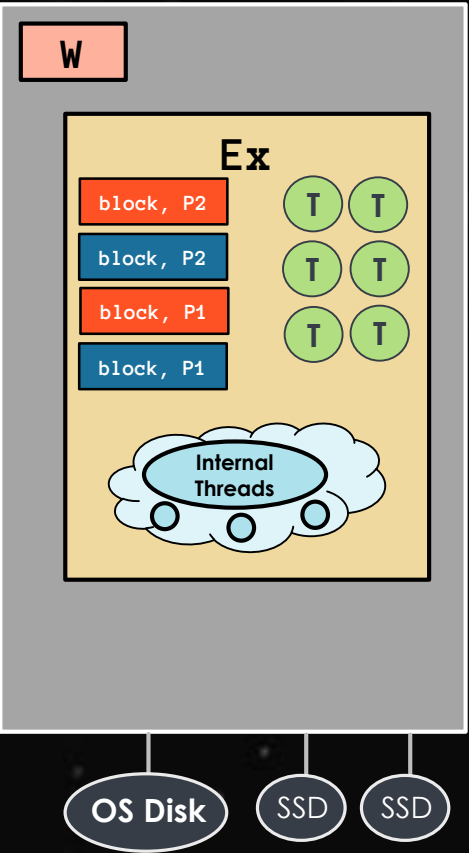 W
Ex
block, P2
T T
block, P2
T T
block, P1
T T
block, P1
Internal
Threads
OS Disk
SSD
SSD